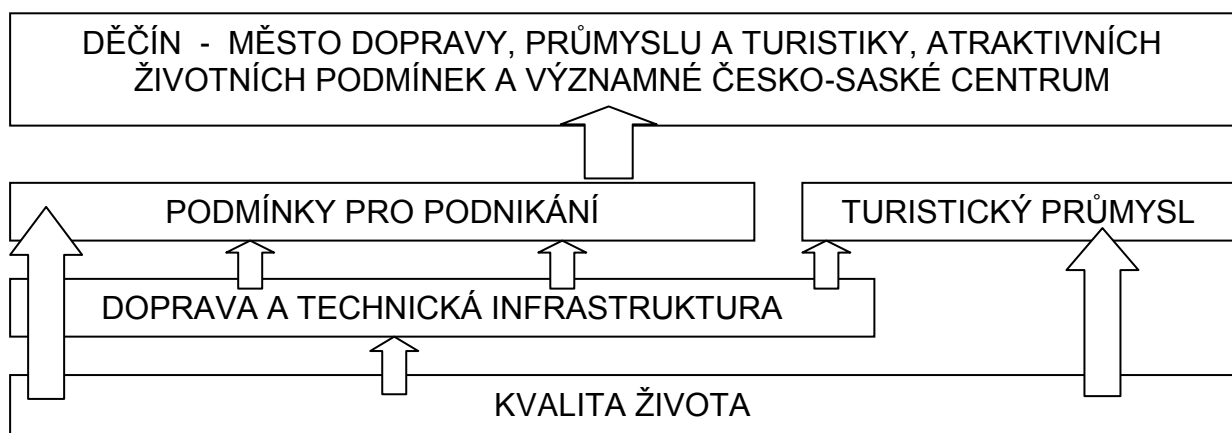 DĚČÍN - MĚSTO DOPRAVY, PRŮMYSLU A TURISTIKY, ATRAKTIVNÍCH
ŽIVOTNÍCH PODMÍNEK A VÝZNAMNÉ ČESKO-SASKÉ CENTRUM
PODMÍNKY PRO PODNIKÁNÍ
TURISTICKÝ PRŮMYSL
DOPRAVA A TECHNICKÁ INFRASTRUKTURA
KVALITA ŽIVOTA